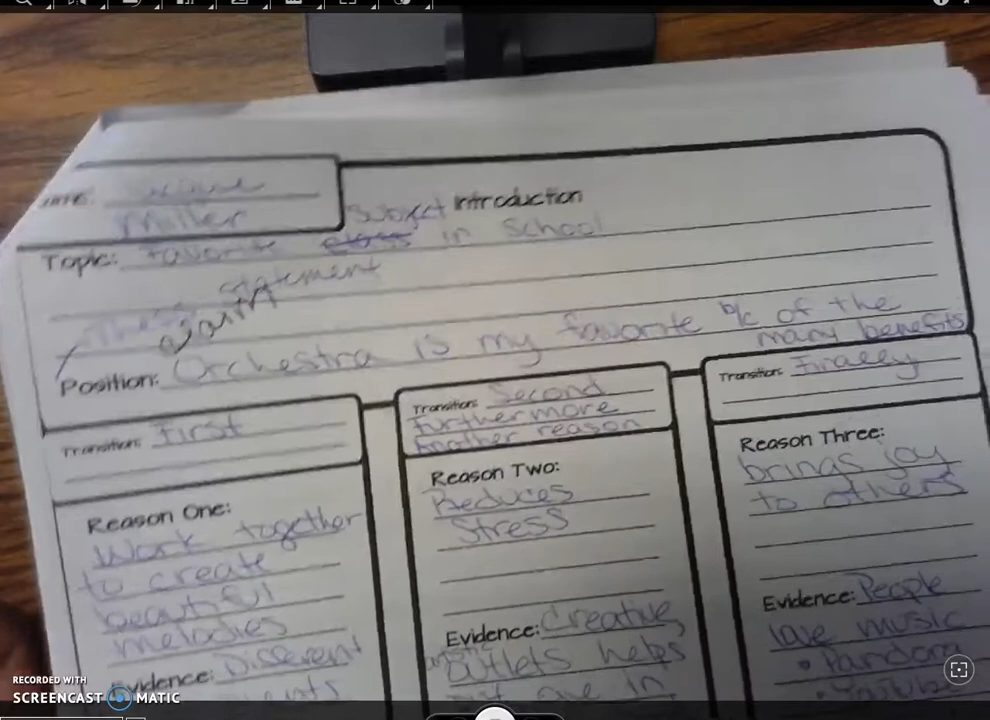 Miller
Subject Introduction
Topic: Favorite class in School
statement
Position: Orchestra is my favorite b/c of the
many benefits
Transition: First
Transition: Second
furthermore
Another reason
Transition: Finally
Reason One:
Work together
to create
beautiful
melodies
Evidence: Different
Reason Two:
Reduces
Stress
Evidence: Creative,
outlets helps
Reason Three:
brings joy
to others
Evidence: People
love music
• Pandora
YouTube
RECORDED WITH
SCREENCAST MATIC